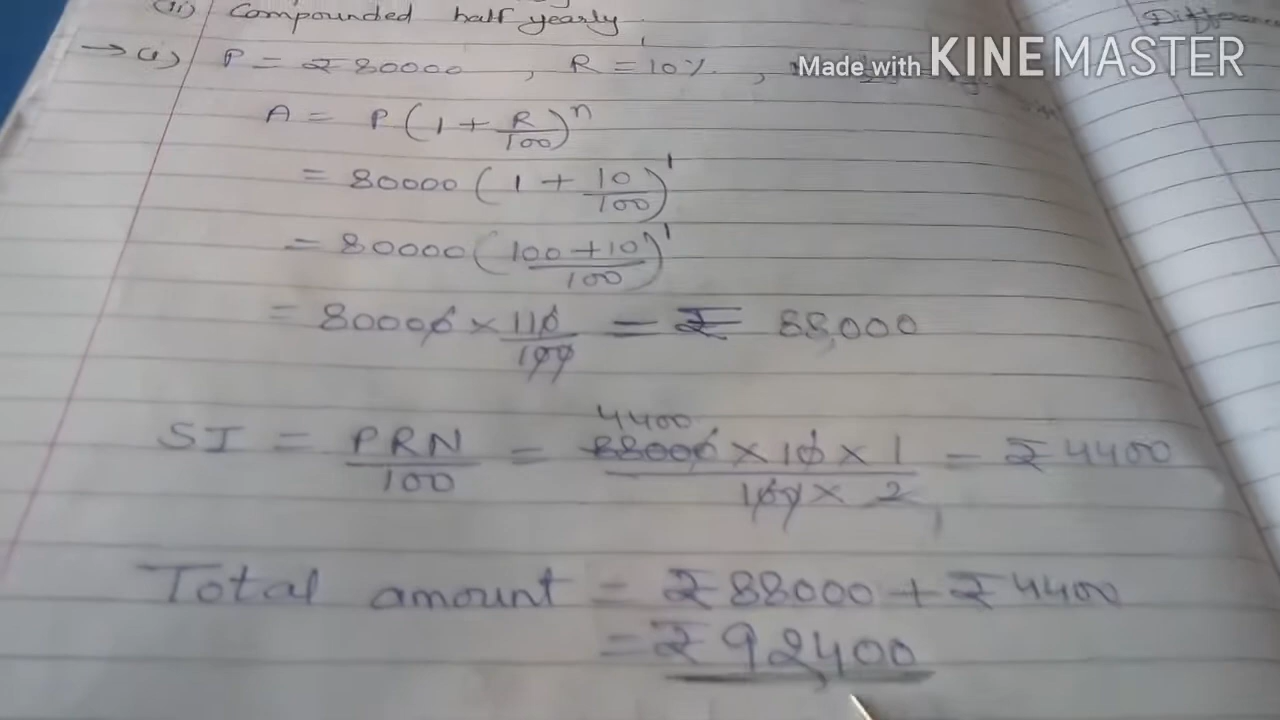 (ii) Compounded half yearly.
Difference
→ (i) P = ₹ 80000 , R = 10% ,
Made with KINEMASTER
A = P (1 + R/100)^n
= 80000 (1 + 10/100)^1
= 80000 (100 + 10/100)^1
= 80000 × 110/100 = ₹ 88,000
4400
SI = PRN/100 = 88000 × 10 × 1/100 × 2 = ₹ 4400
Total amount = ₹ 88000 + ₹ 4400
= ₹ 92400